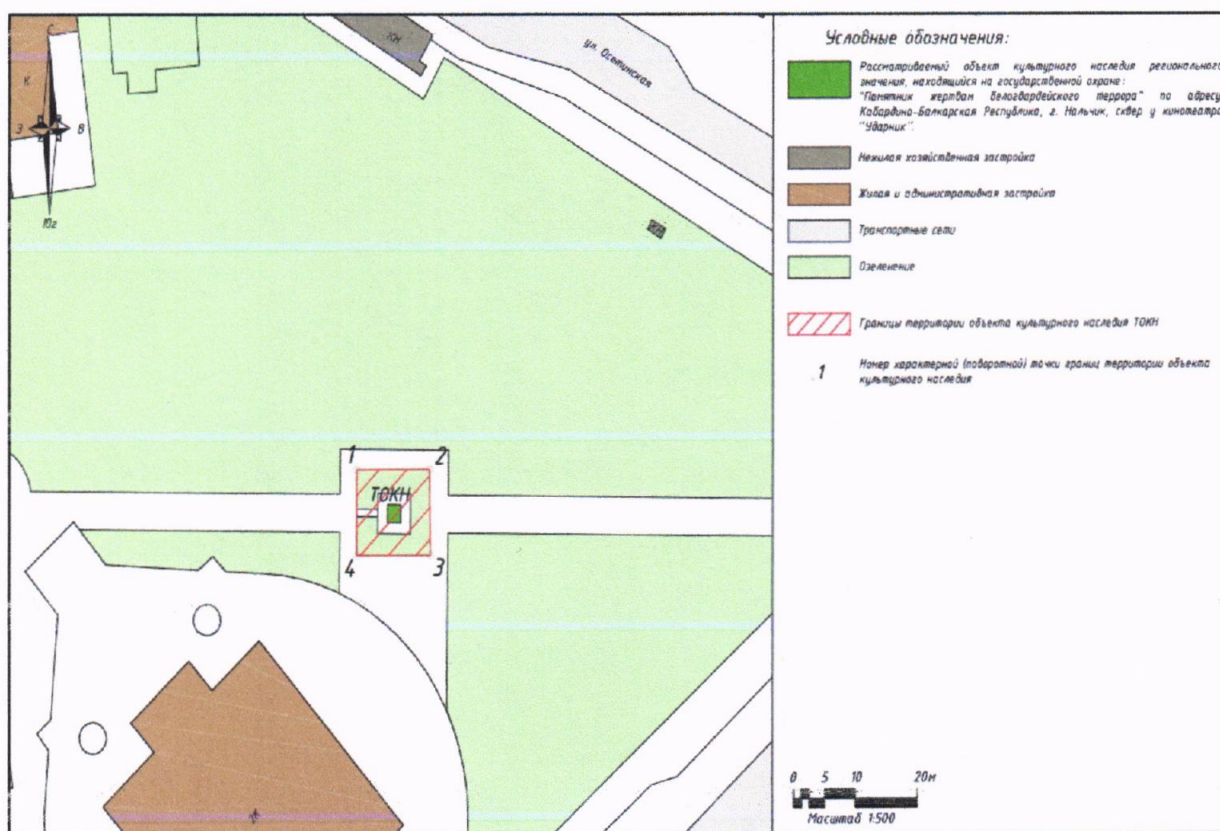 С
К
З
В
Юг
КН
ул. Осетинская
КН
1
2
ТОКН
4
3
Условные обозначения:
Рассматриваемый объект культурного наследия регионального
значения, находящийся на государственной охране:
"Памятник жертвам белогвардейского террора" по адресу
Кабардино-Балкарская Республика, г. Нальчик, сквер у кинотеатра
"Ударник".
Нежилая хозяйственная застройка
Жилая и административная застройка
Транспортные сети
Озеленение
Границы территории объекта культурного наследия ТОКН
1
Номер характерной (поворотной) точки границ территории объекта
культурного наследия
0 5 10 20м
Масштаб 1:500